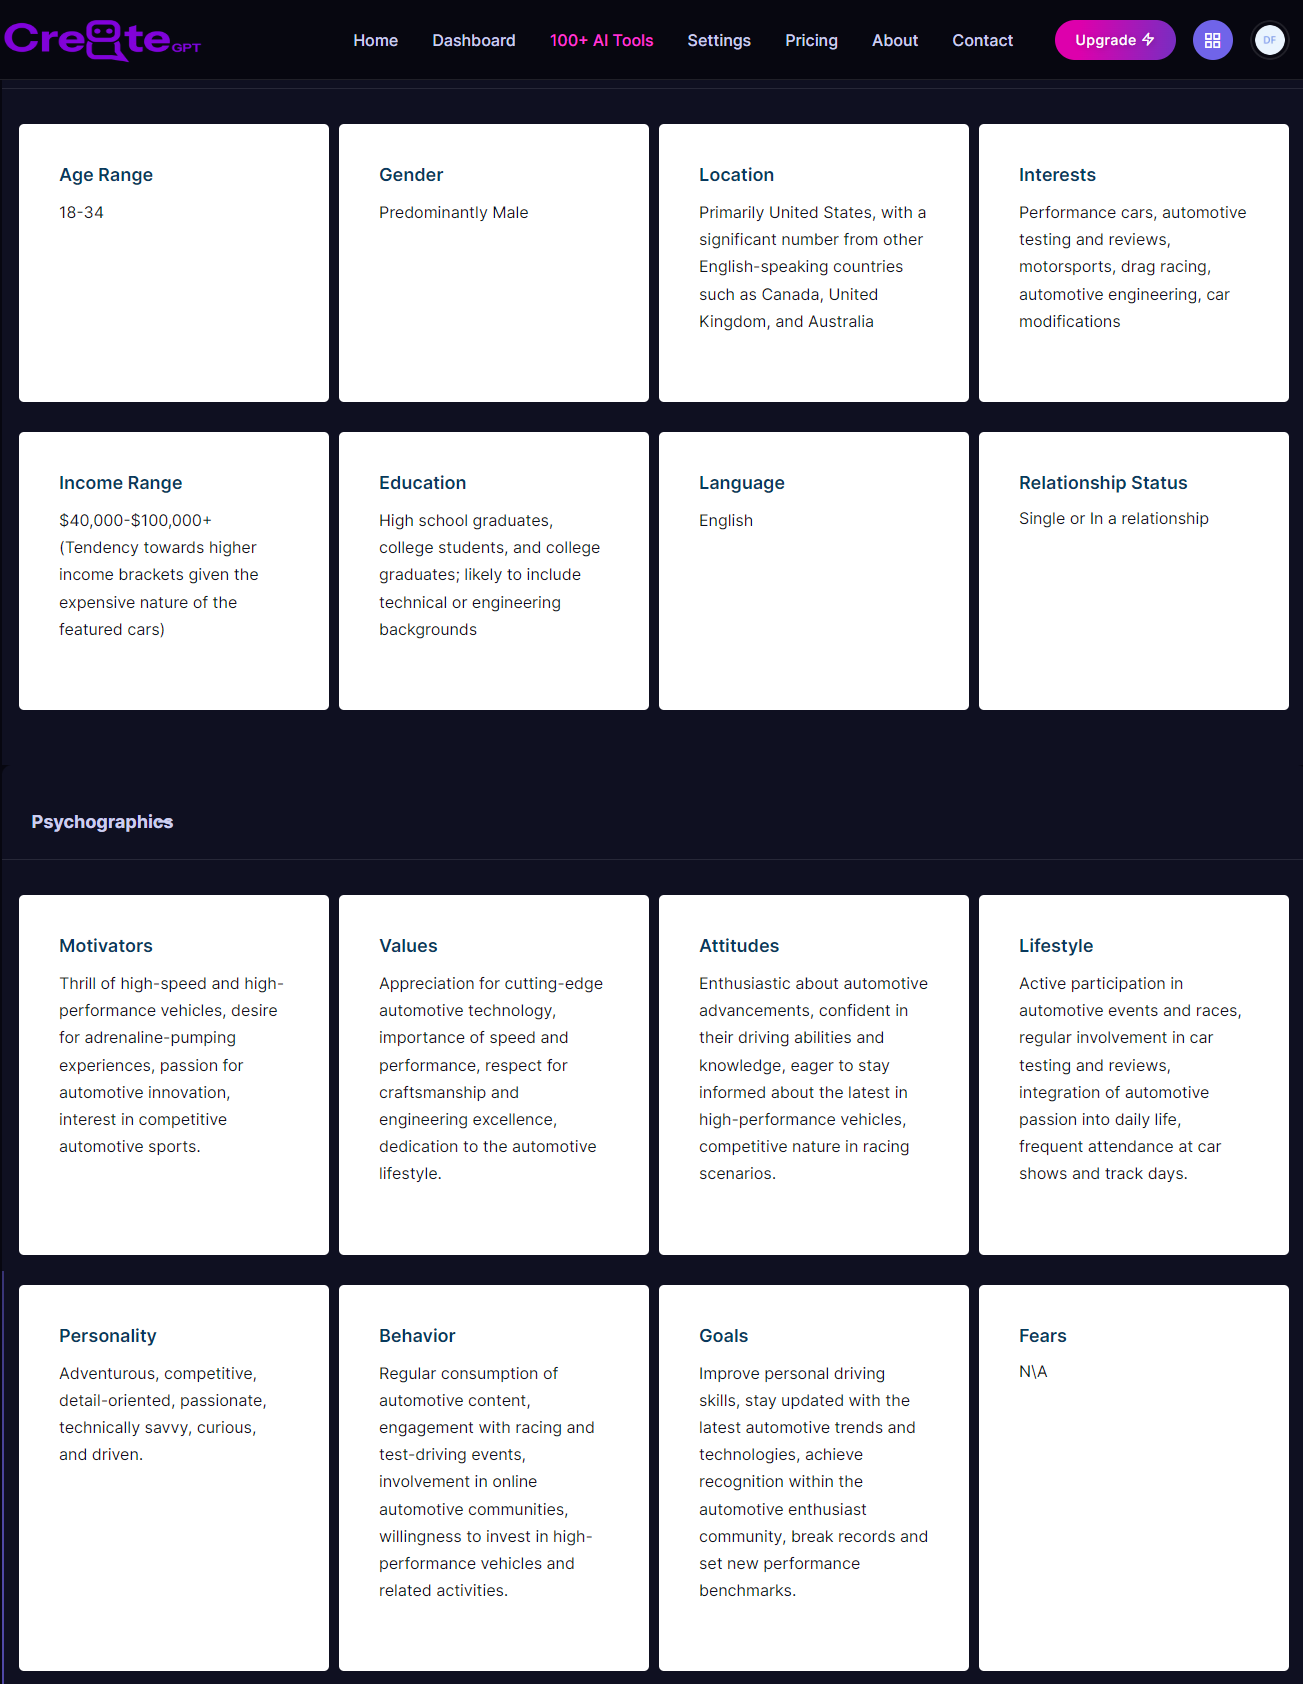 Create GPT
Home Dashboard 100+ AI Tools Settings Pricing About Contact Upgrade DF
Age Range
18-34
Gender
Predominantly Male
Location
Primarily United States, with a
significant number from other
English-speaking countries
such as Canada, United
Kingdom, and Australia
Interests
Performance cars, automotive
testing and reviews,
motorsports, drag racing,
automotive engineering, car
modifications
Income Range
$40,000-$100,000+
(Tendency towards higher
income brackets given the
expensive nature of the
featured cars)
Education
High school graduates,
college students, and college
graduates; likely to include
technical or engineering
backgrounds
Language
English
Relationship Status
Single or In a relationship
Psychographics
Motivators
Thrill of high-speed and high-
performance vehicles, desire
for adrenaline-pumping
experiences, passion for
automotive innovation,
interest in competitive
automotive sports.
Values
Appreciation for cutting-edge
automotive technology,
importance of speed and
performance, respect for
craftsmanship and
engineering excellence,
dedication to the automotive
lifestyle.
Attitudes
Enthusiastic about automotive
advancements, confident in
their driving abilities and
knowledge, eager to stay
informed about the latest in
high-performance vehicles,
competitive nature in racing
scenarios.
Lifestyle
Active participation in
automotive events and races,
regular involvement in car
testing and reviews,
integration of automotive
passion into daily life,
frequent attendance at car
shows and track days.
Personality
Adventurous, competitive,
detail-oriented, passionate,
technically savvy, curious,
and driven.
Behavior
Regular consumption of
automotive content,
engagement with racing and
test-driving events,
involvement in online
automotive communities,
willingness to invest in high-
performance vehicles and
related activities.
Goals
Improve personal driving
skills, stay updated with the
latest automotive trends and
technologies, achieve
recognition within the
automotive enthusiast
community, break records and
set new performance
benchmarks.
Fears
N\A